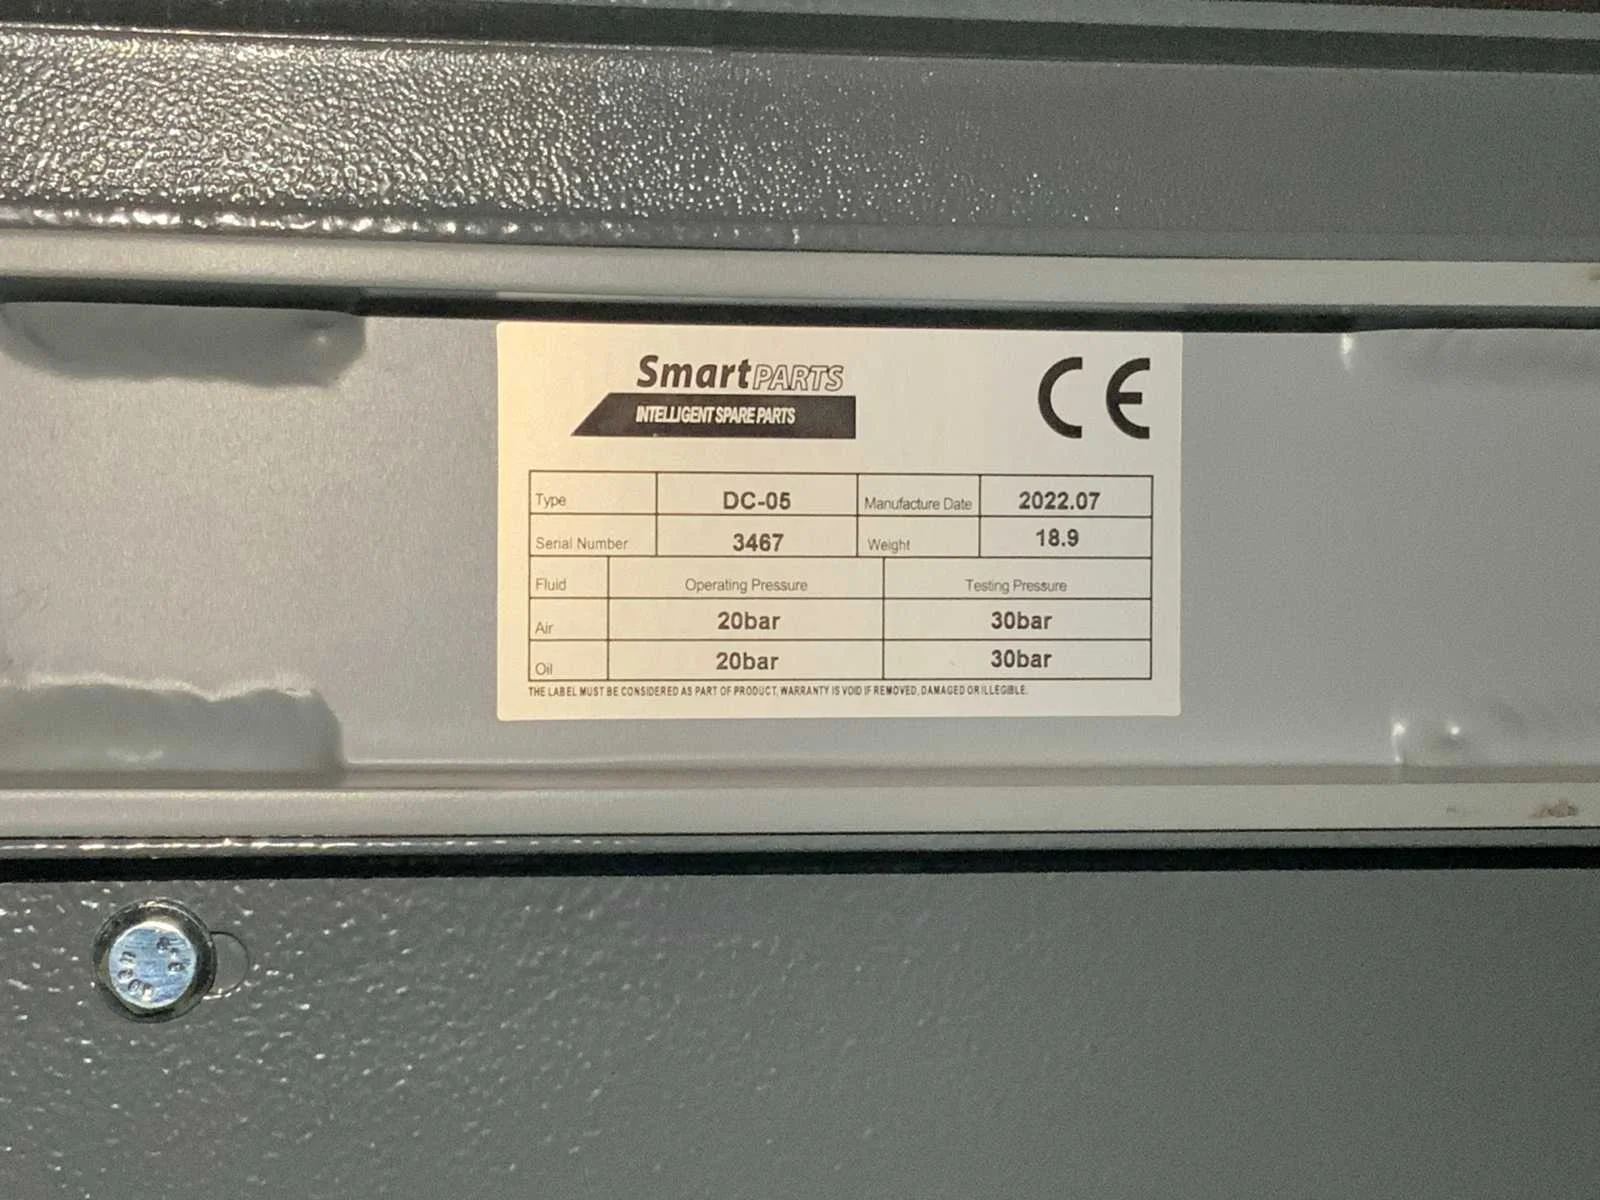 SmartPARTS
INTELLIGENT SPARE PARTS
CE
Type DC-05 Manufacture Date 2022.07
Serial Number 3467 Weight 18.9
Fluid Operating Pressure Testing Pressure
Air 20bar 30bar
Oil 20bar 30bar
THE LABEL MUST BE CONSIDERED AS PART OF PRODUCT, WARRANTY IS VOID IF REMOVED, DAMAGED OR ILLEGIBLE.